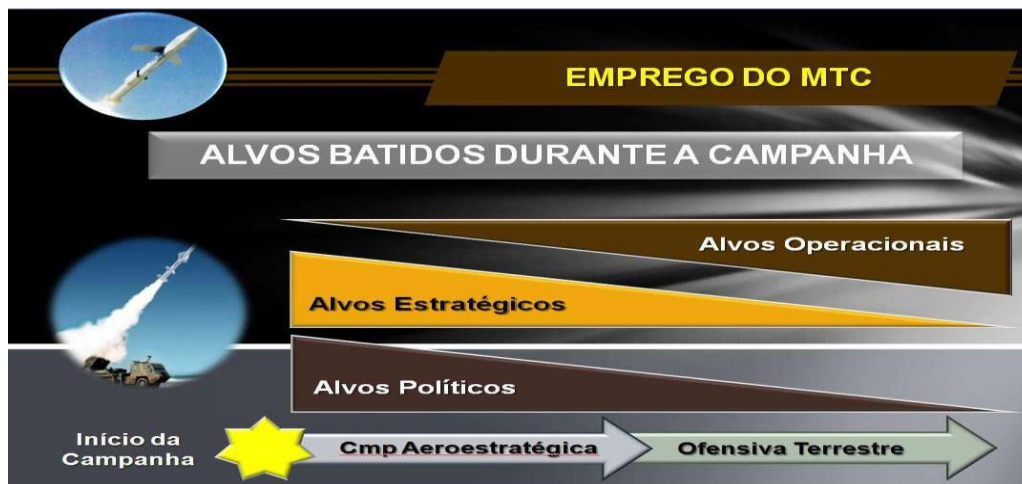 EMPREGO DO MTC
ALVOS BATIDOS DURANTE A CAMPANHA
Alvos Operacionais
Alvos Estratégicos
Alvos Políticos
Início da
Campanha
Cmp Aeroestratégica
Ofensiva Terrestre